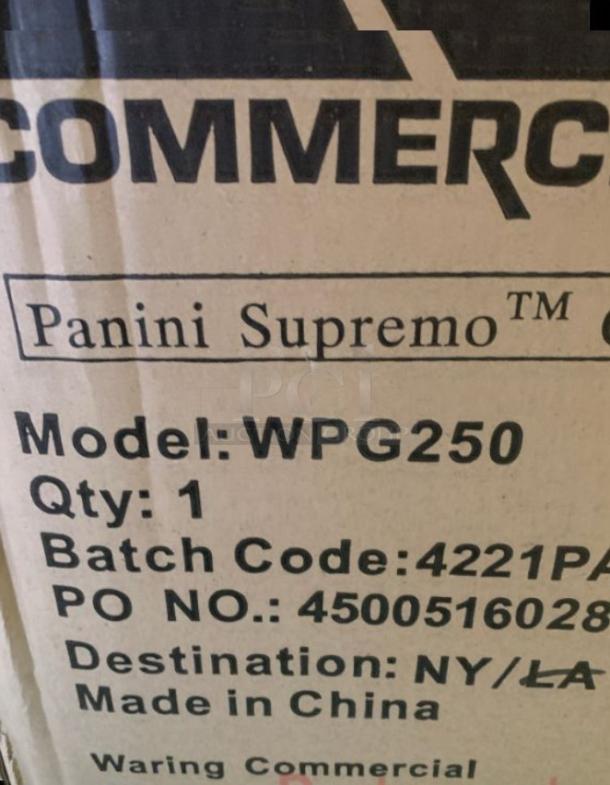 COMMERC
Panini Supremo™
Model: WPG250
Qty: 1
Batch Code:4221PA
PO NO.: 4500516028
Destination: NY/LA
Made in China
Waring Commercial